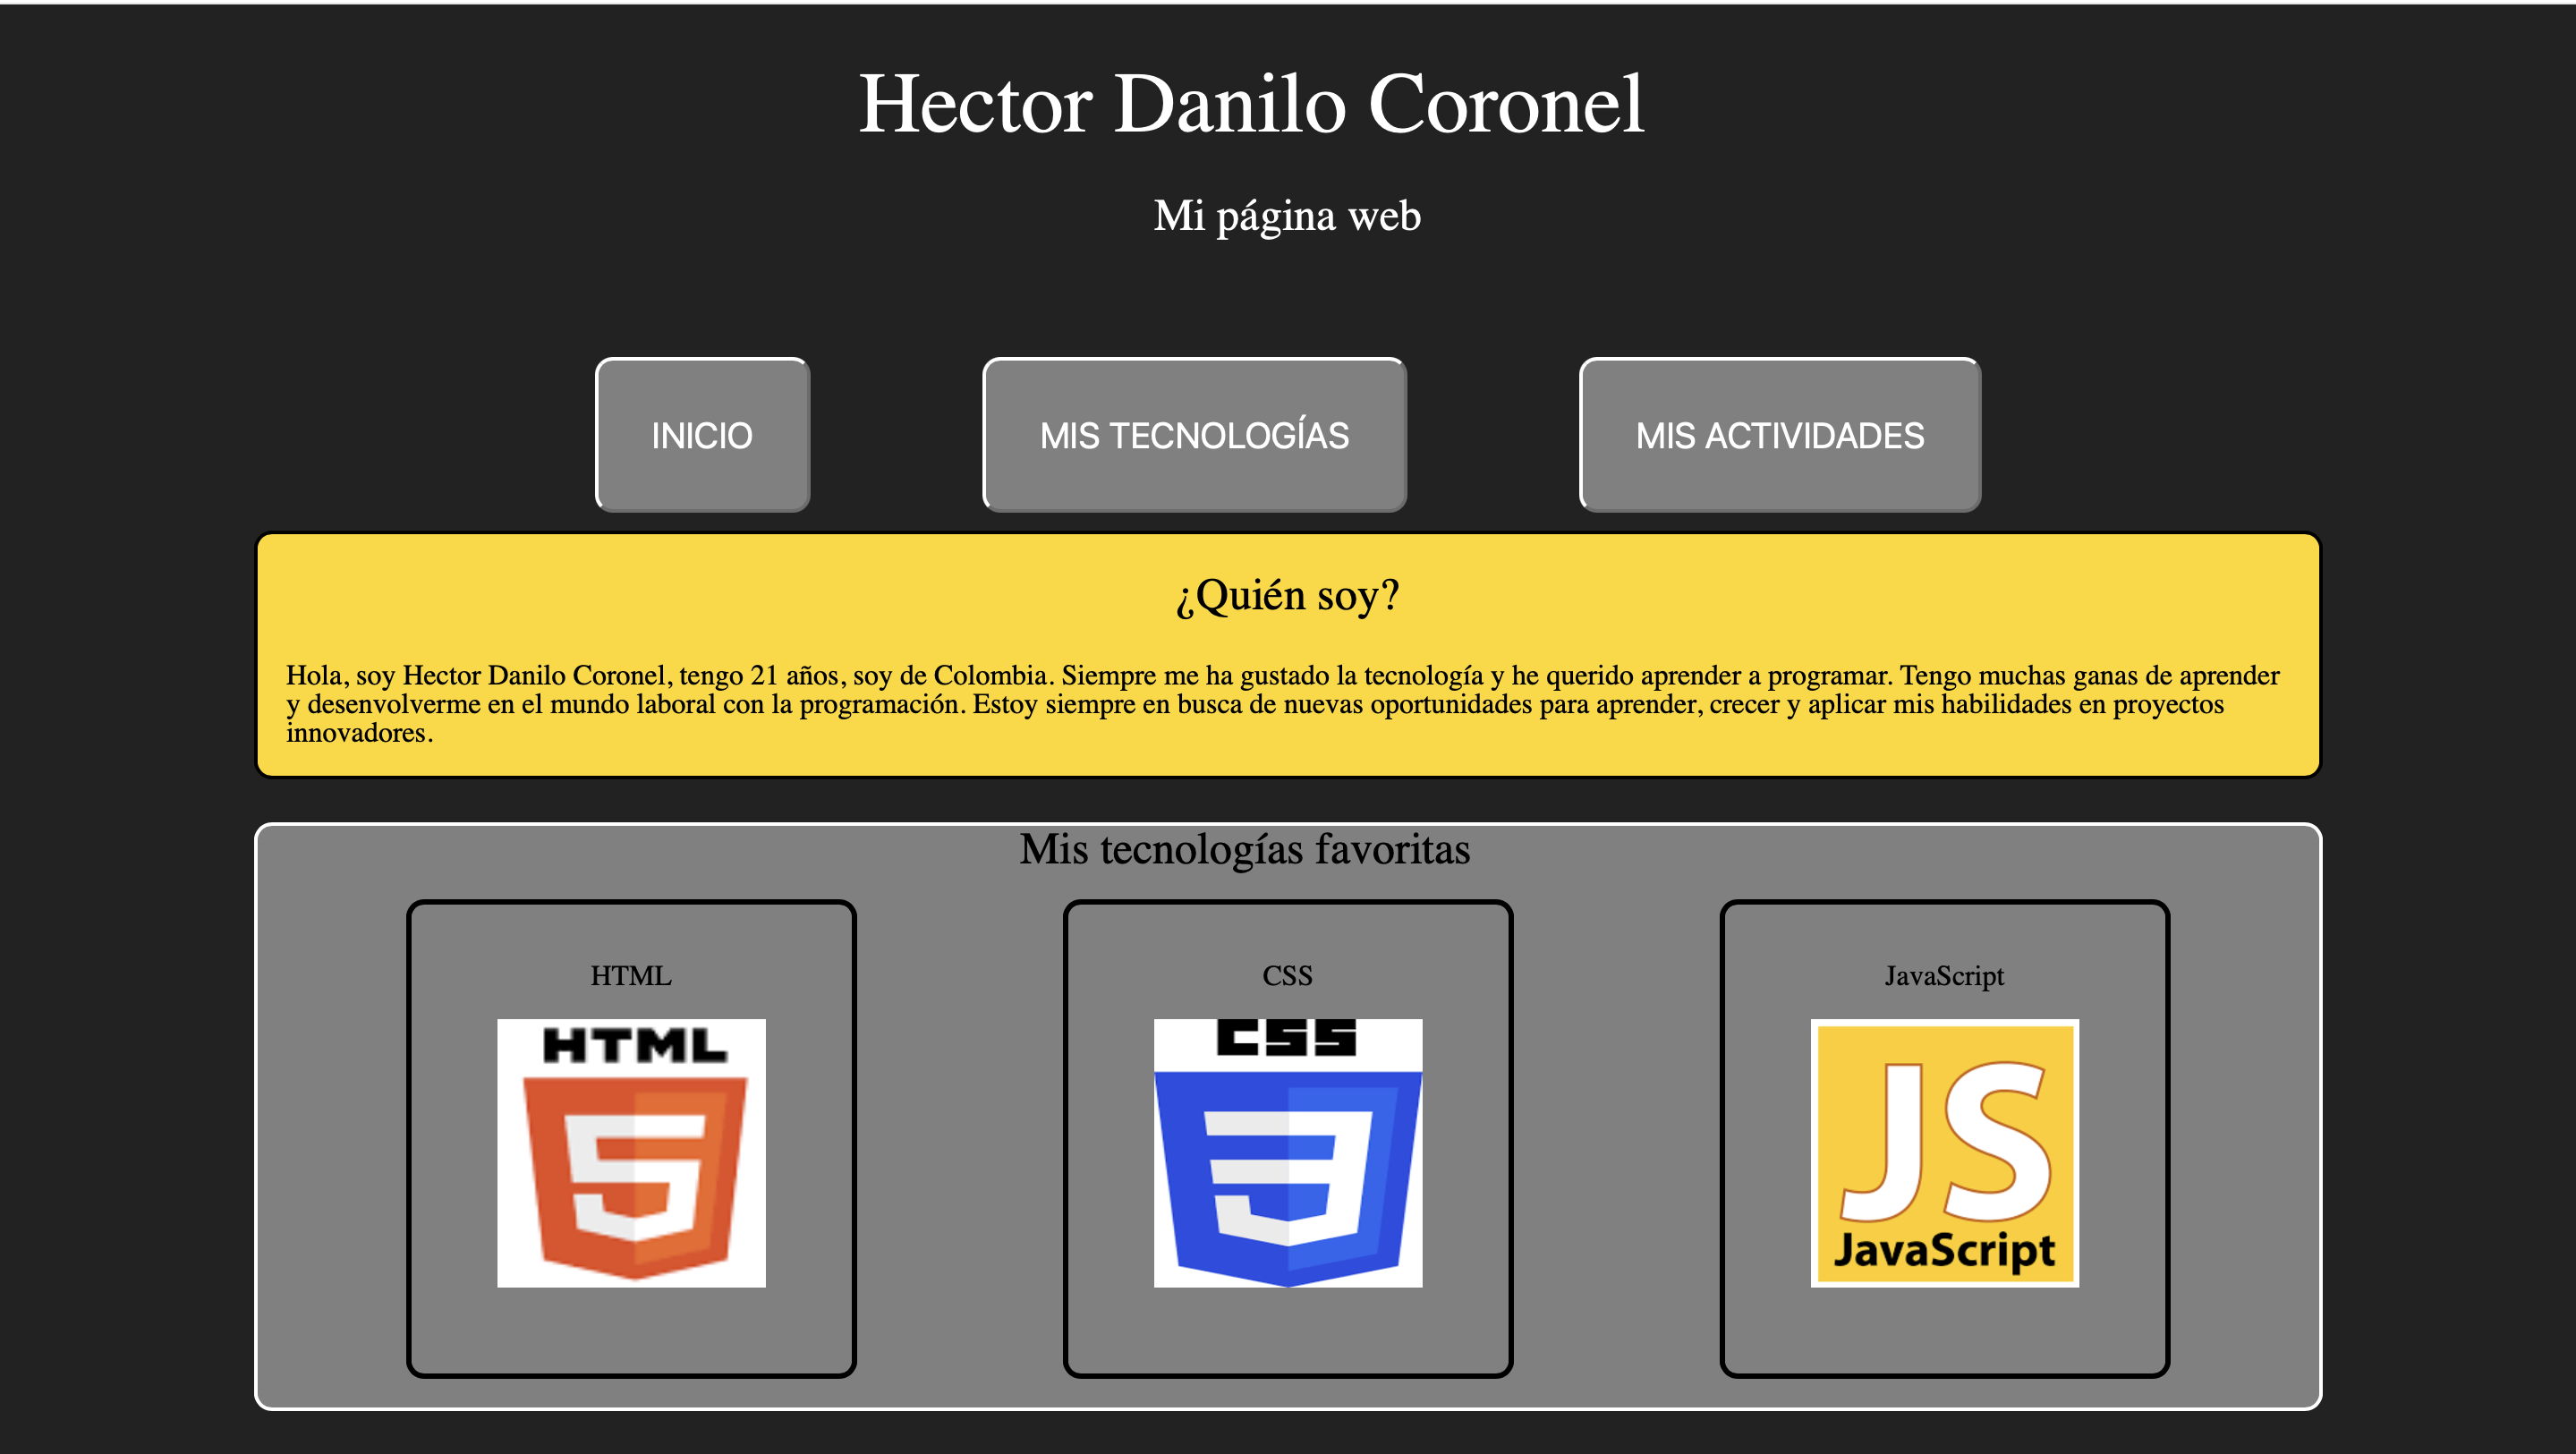 Hector Danilo Coronel
Mi página web
INICIO
MIS TECNOLOGÍAS
MIS ACTIVIDADES
¿Quién soy?
Hola, soy Hector Danilo Coronel, tengo 21 años, soy de Colombia. Siempre me ha gustado la tecnología y he querido aprender a programar. Tengo muchas ganas de aprender
y desenvolverme en el mundo laboral con la programación. Estoy siempre en busca de nuevas oportunidades para aprender, crecer y aplicar mis habilidades en proyectos
innovadores.
Mis tecnologías favoritas
HTML
CSS
JavaScript
HTML
5
CSS
3
JS
JavaScript